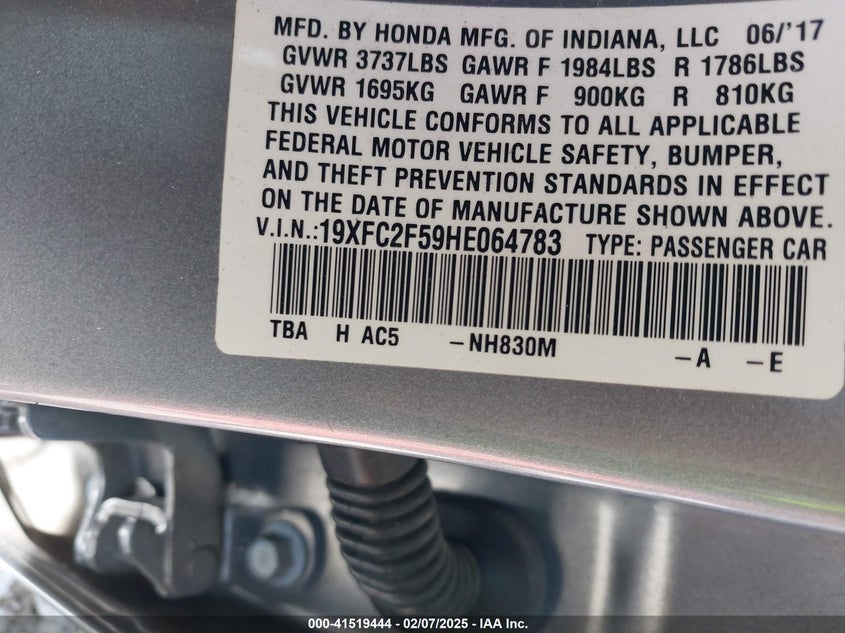 MFD. BY HONDA MFG. OF INDIANA, LLC 06/'17
GVWR 3737LBS GAWR F 1984LBS R 1786LBS
GVWR 1695KG GAWR F 900KG R 810KG
THIS VEHICLE CONFORMS TO ALL APPLICABLE
FEDERAL MOTOR VEHICLE SAFETY, BUMPER,
AND THEFT PREVENTION STANDARDS IN EFFECT
ON THE DATE OF MANUFACTURE SHOWN ABOVE.
V.I.N.:19XFC2F59HE064783 TYPE: PASSENGER CAR
TBA H AC5 -NH830M -A -E
000-41519444 - 02/07/2025 - IAA Inc.